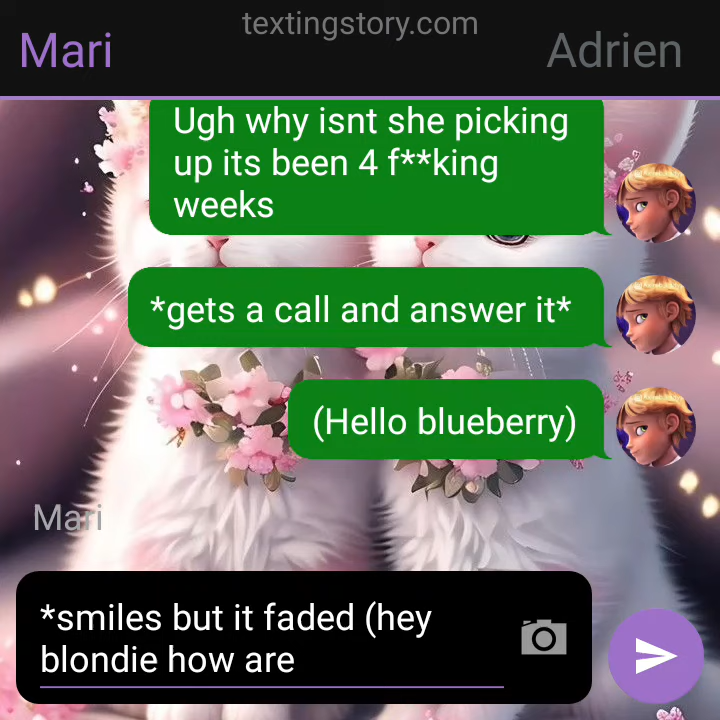 textingstory.com
Mari
Adrien
Ugh why isnt she picking
up its been 4 f**king
weeks
*gets a call and answer it*
(Hello blueberry)
Mari
*smiles but it faded (hey
blondie how are